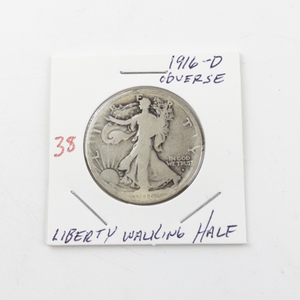 1916-D
OBVERSE
38
IN GOD
WE TRUST
LIBERTY WALKING HALF